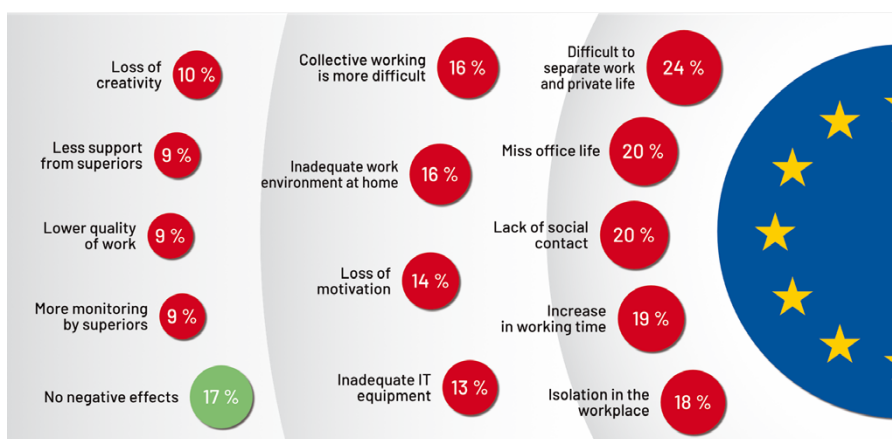 Loss of
creativity
10 %
Less support
from superiors
9 %
Lower quality
of work
9 %
More monitoring
by superiors
9 %
No negative effects
17 %
Collective working
is more difficult
16 %
Inadequate work
environment at home
16 %
Loss of
motivation
14 %
Inadequate IT
equipment
13 %
Difficult to
separate work
and private life
24 %
Miss office life
20 %
Lack of social
contact
20 %
Increase
in working time
19 %
Isolation in the
workplace
18 %